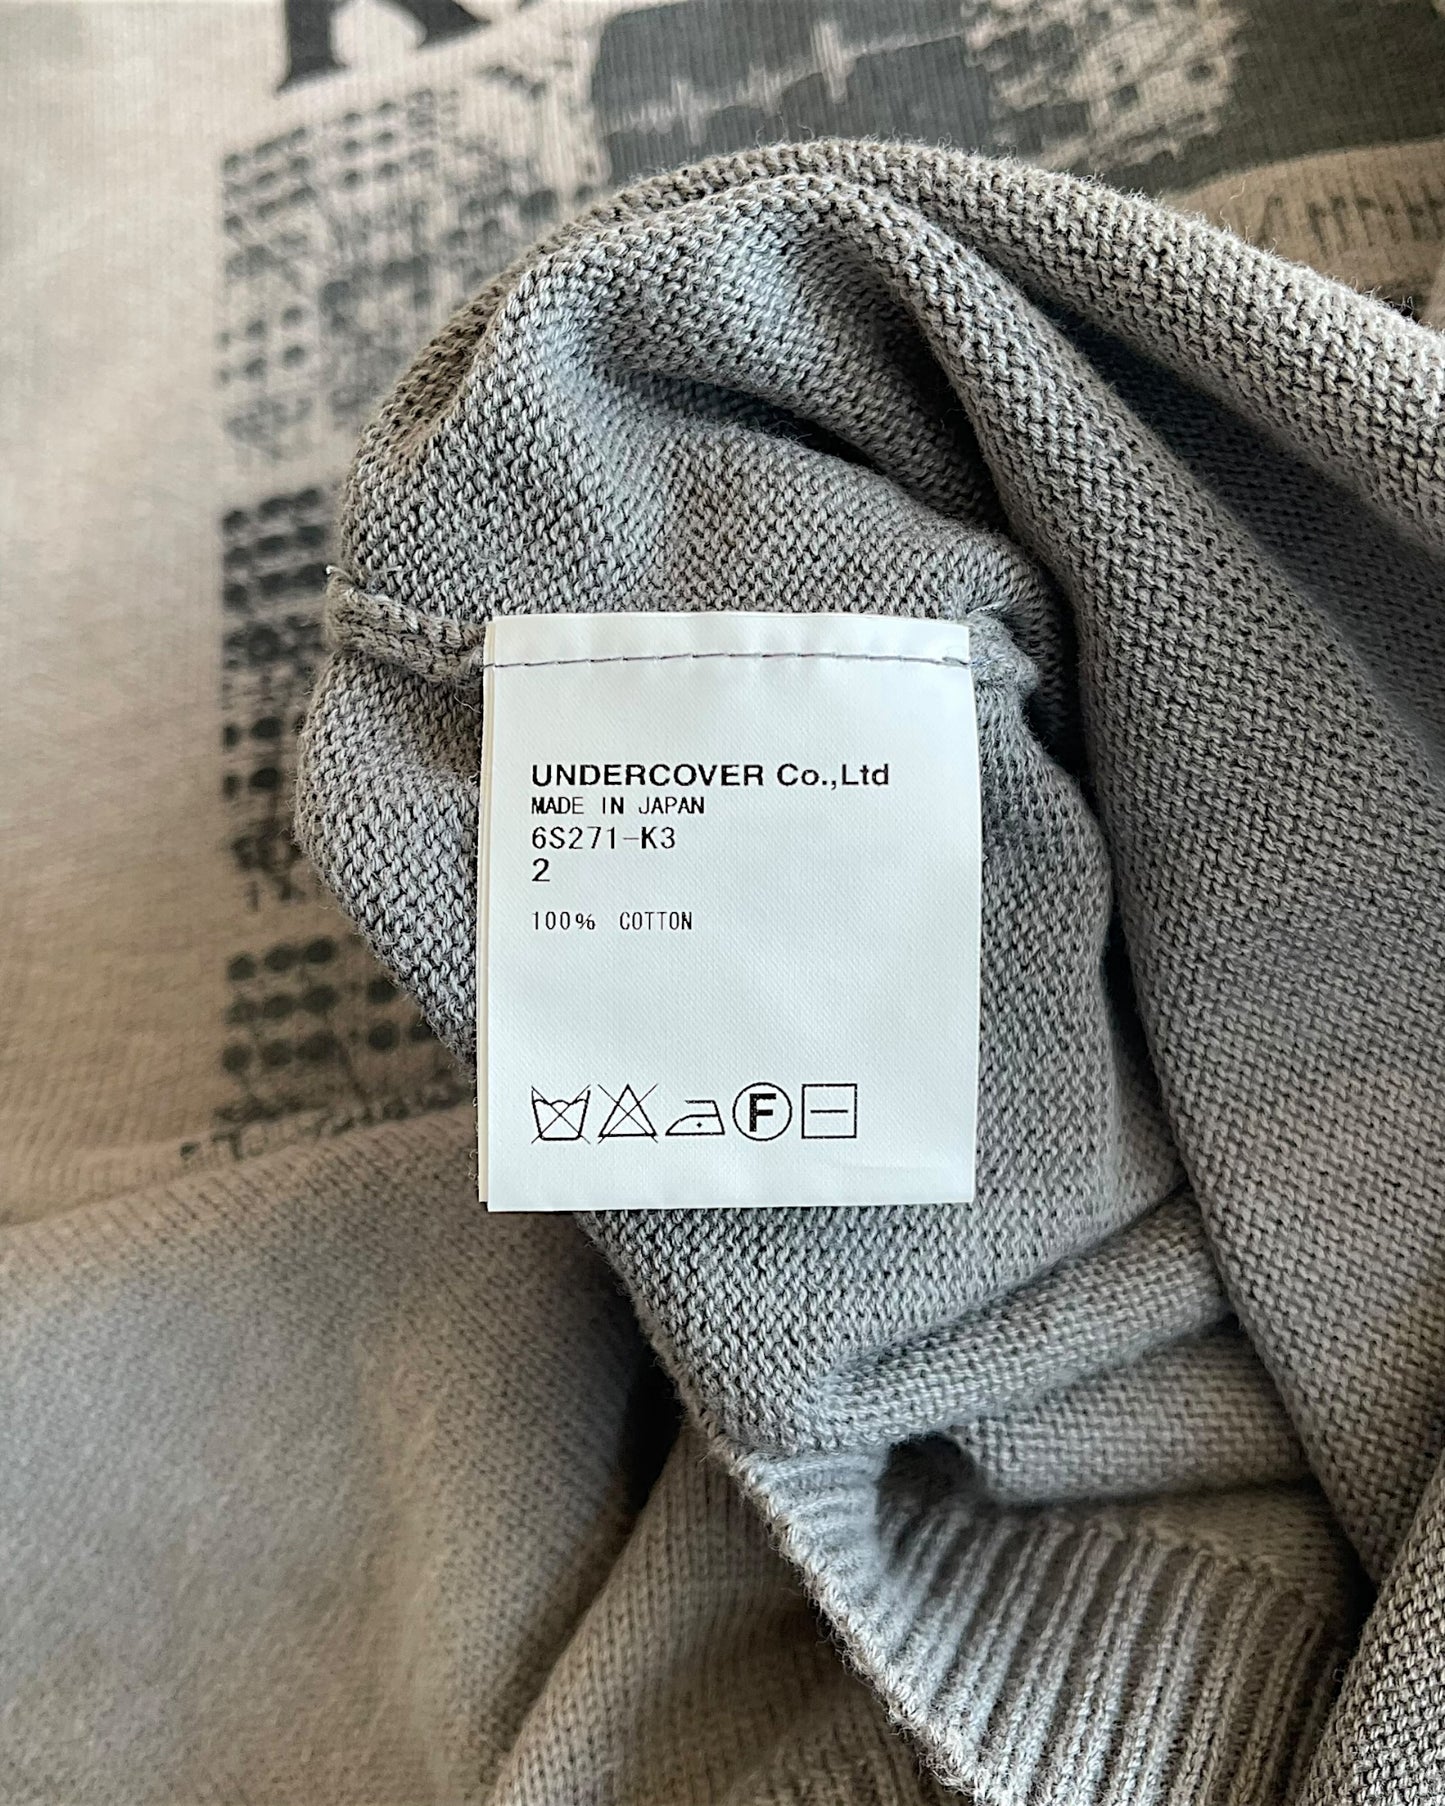 UNDERCOVER Co.,Ltd
MADE IN JAPAN
6S271-K3
2
100% COTTON
F